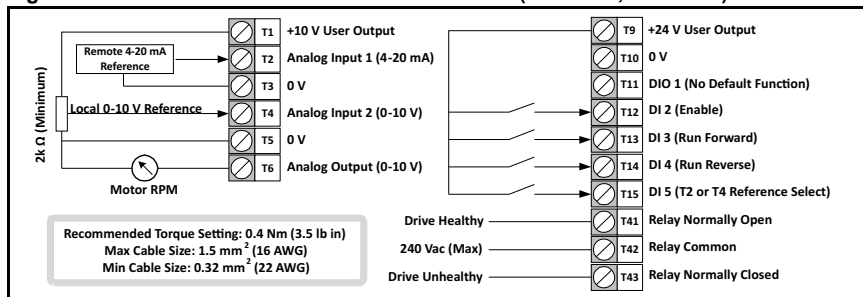 T1 +10 V User Output
Remote 4-20 mA
Reference
T2 Analog Input 1 (4-20 mA)
T3 0 V
2k Ω (Minimum)
Local 0-10 V Reference
T4 Analog Input 2 (0-10 V)
T5 0 V
T6 Analog Output (0-10 V)
Motor RPM
Recommended Torque Setting: 0.4 Nm (3.5 lb in)
Max Cable Size: 1.5 mm² (16 AWG)
Min Cable Size: 0.32 mm² (22 AWG)
T9 +24 V User Output
T10 0 V
T11 DIO 1 (No Default Function)
T12 DI 2 (Enable)
T13 DI 3 (Run Forward)
T14 DI 4 (Run Reverse)
T15 DI 5 (T2 or T4 Reference Select)
Drive Healthy T41 Relay Normally Open
240 Vac (Max) T42 Relay Common
Drive Unhealthy T43 Relay Normally Closed